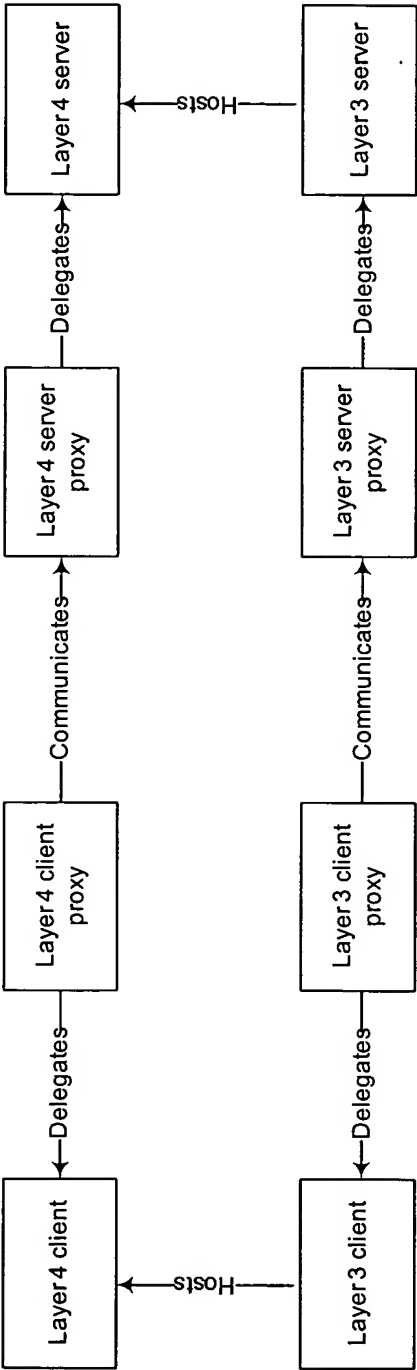 Layer 4 client
Delegates
Layer 4 client
proxy
Communicates
Layer 4 server
proxy
Delegates
Layer 4 server
Hosts
Hosts
Layer 3 client
Delegates
Layer 3 client
proxy
Communicates
Layer 3 server
proxy
Delegates
Layer 3 server